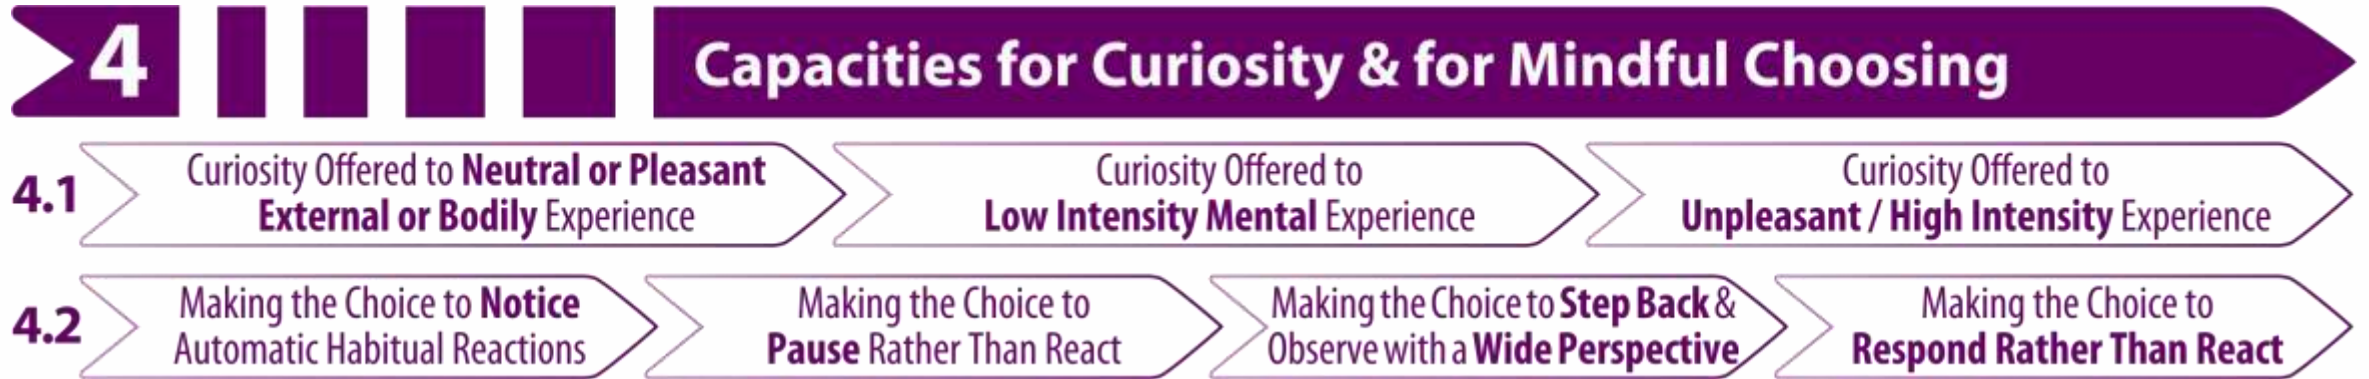 4 Capacities for Curiosity & for Mindful Choosing
4.1
Curiosity Offered to Neutral or Pleasant
External or Bodily Experience
Curiosity Offered to
Low Intensity Mental Experience
Curiosity Offered to
Unpleasant / High Intensity Experience
4.2
Making the Choice to Notice
Automatic Habitual Reactions
Making the Choice to
Pause Rather Than React
Making the Choice to Step Back &
Observe with a Wide Perspective
Making the Choice to
Respond Rather Than React